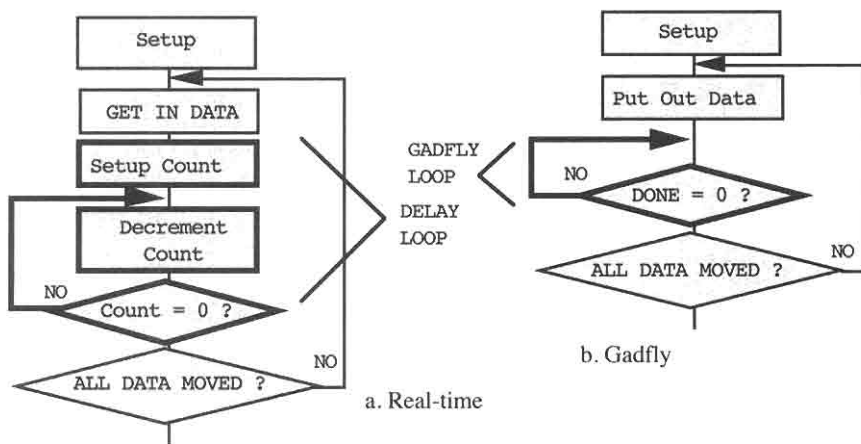 Setup
GET IN DATA
Setup Count
Decrement
Count
NO
Count = 0 ?
NO
ALL DATA MOVED ?
a. Real-time
GADFLY
LOOP
DELAY
LOOP
Setup
Put Out Data
NO
DONE = 0 ?
NO
ALL DATA MOVED ?
b. Gadfly